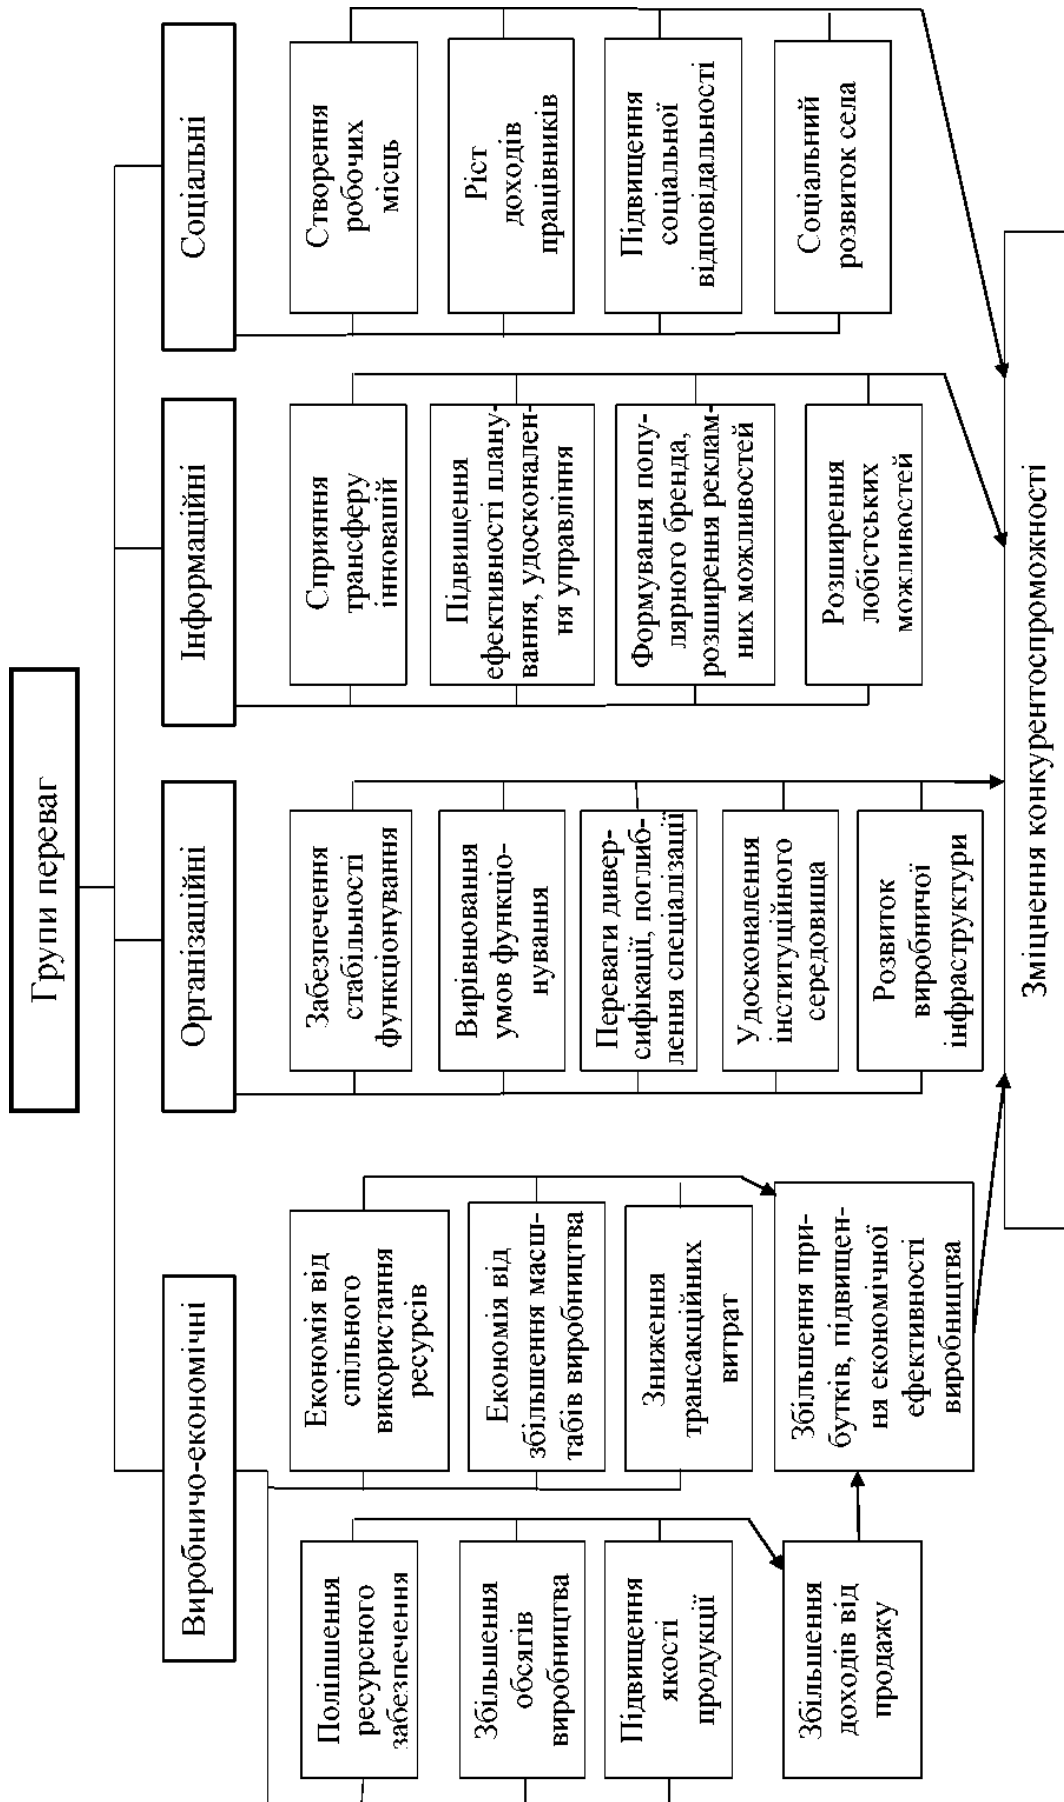 Групи переваг
Виробничо-економічні
Організаційні
Інформаційні
Соціальні
Поліпшення
ресурсного
забезпечення
Збільшення
обсягів
виробництва
Підвищення
якості
продукції
Збільшення
доходів від
продажу
Економія від
спільного
використання
ресурсів
Економія від
збільшення масш-
табів виробництва
Зниження
трансакційних
витрат
Збільшення при-
бутків, підвищен-
ня економічної
ефективності
виробництва
Забезпечення
стабільності
функціонування
Вирівнювання
умов функціо-
нування
Переваги дивер-
сифікації, поглиб-
лення спеціалізації
Удосконалення
інституційного
середовища
Розвиток
виробничої
інфраструктури
Сприяння
трансферу
інновацій
Підвищення
ефективності плану-
вання, удосконален-
ня управління
Формування попу-
лярного бренда,
розширення реклам-
них можливостей
Розширення
лобістських
можливостей
Створення
робочих
місць
Ріст
доходів
працівників
Підвищення
соціальної
відповідальності
Соціальний
розвиток села
Зміцнення конкурентоспроможності